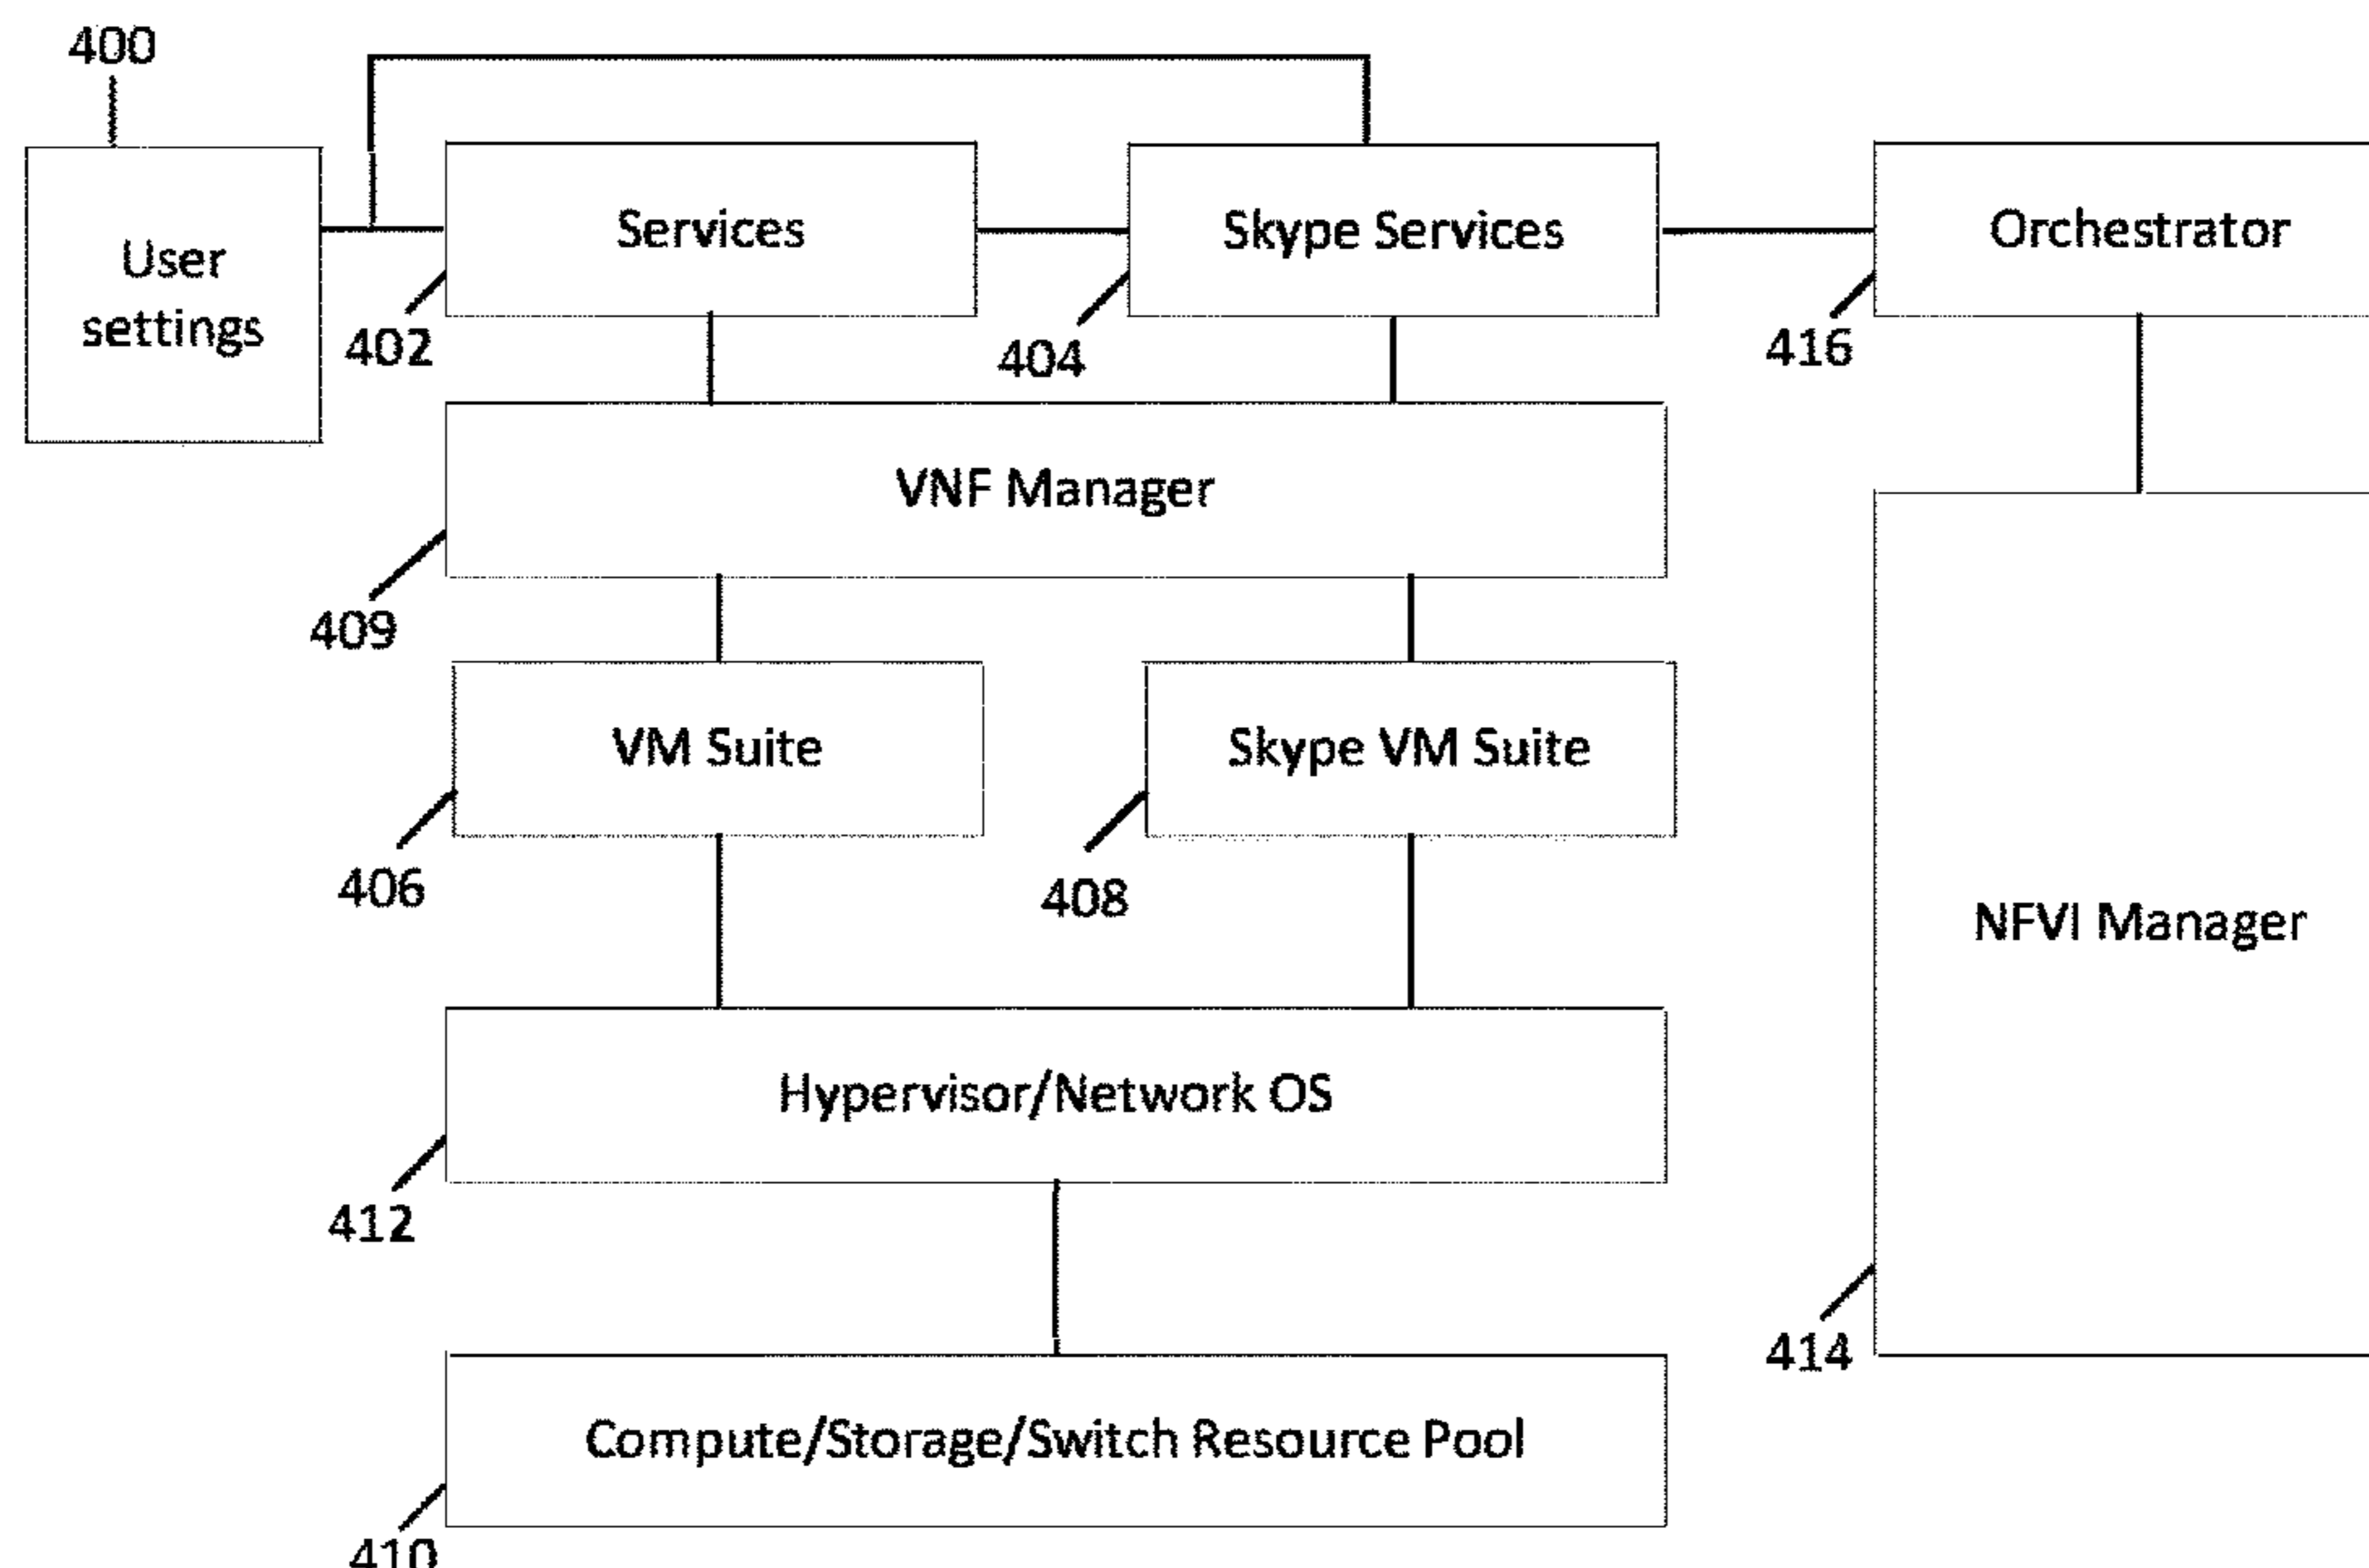 400
User
settings
Services
402
Skype Services
404
Orchestrator
416
VNF Manager
409
VM Suite
406
Skype VM Suite
408
NFVI Manager
414
Hypervisor/Network OS
412
Compute/Storage/Switch Resource Pool
410